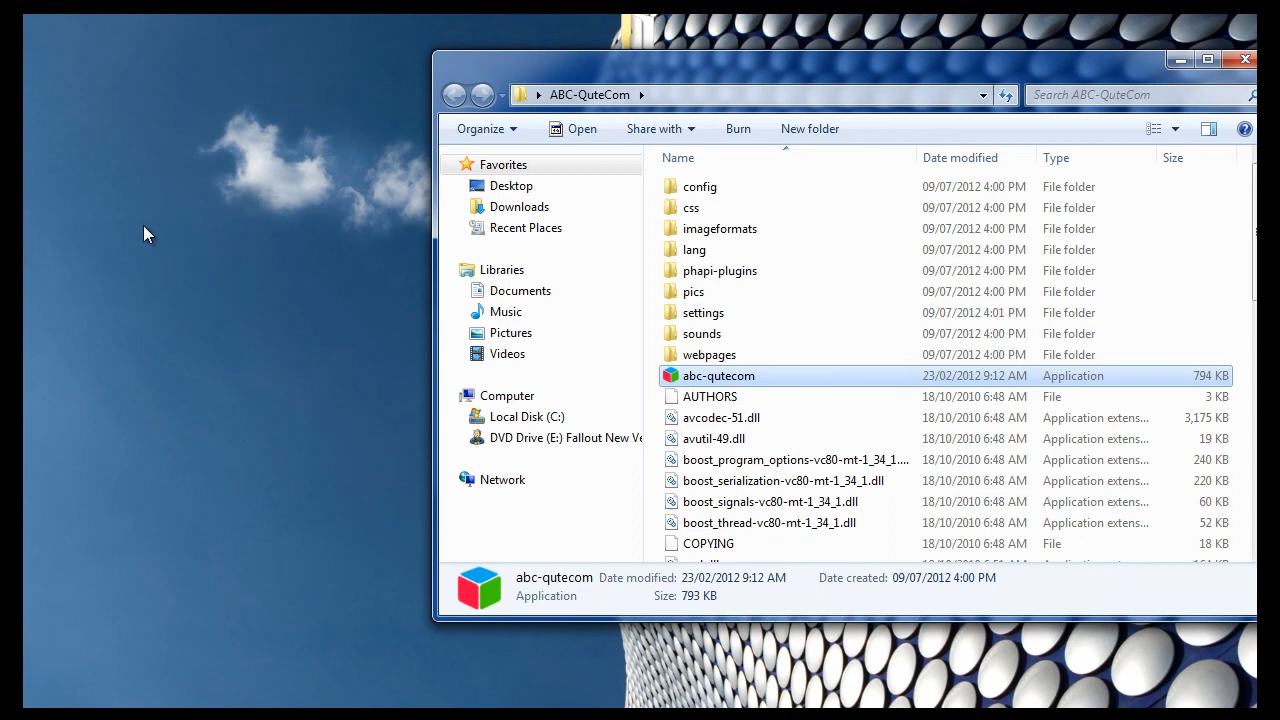 ABC-QuteCom
Search ABC-QuteCom
Organize Open Share with Burn New folder
Favorites
Desktop
Downloads
Recent Places
Libraries
Documents
Music
Pictures
Videos
Computer
Local Disk (C:)
DVD Drive (E:) Fallout New Ve
Network
Name Date modified Type Size
config 09/07/2012 4:00 PM File folder
css 09/07/2012 4:00 PM File folder
imageformats 09/07/2012 4:00 PM File folder
lang 09/07/2012 4:00 PM File folder
phapi-plugins 09/07/2012 4:00 PM File folder
pics 09/07/2012 4:00 PM File folder
settings 09/07/2012 4:01 PM File folder
sounds 09/07/2012 4:00 PM File folder
webpages 09/07/2012 4:00 PM File folder
abc-qutecom 23/02/2012 9:12 AM Application 794 KB
AUTHORS 18/10/2010 6:48 AM File 3 KB
avcodec-51.dll 18/10/2010 6:48 AM Application extens... 3,175 KB
avutil-49.dll 18/10/2010 6:48 AM Application extens... 19 KB
boost_program_options-vc80-mt-1_34_1.... 18/10/2010 6:48 AM Application extens... 240 KB
boost_serialization-vc80-mt-1_34_1.dll 18/10/2010 6:48 AM Application extens... 220 KB
boost_signals-vc80-mt-1_34_1.dll 18/10/2010 6:48 AM Application extens... 60 KB
boost_thread-vc80-mt-1_34_1.dll 18/10/2010 6:48 AM Application extens... 52 KB
COPYING 18/10/2010 6:48 AM File 18 KB
abc-qutecom Date modified: 23/02/2012 9:12 AM Date created: 09/07/2012 4:00 PM
Application Size: 793 KB